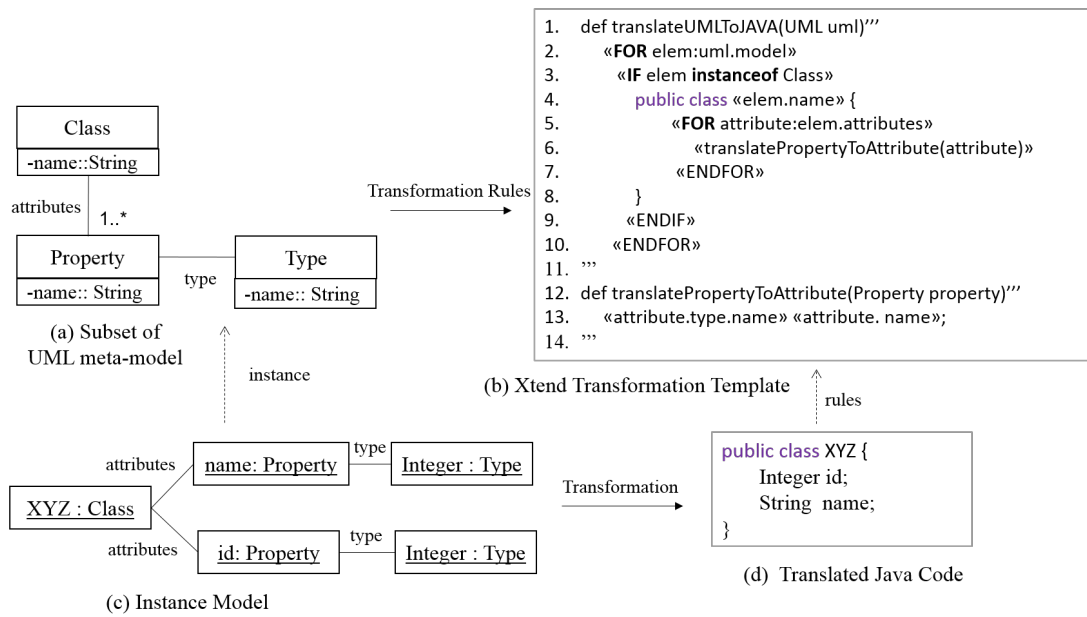 Class
-name::String
attributes
1..*
Property
-name:: String
type
Type
-name:: String
(a) Subset of
UML meta-model
instance
Transformation Rules
1. def translateUMLToJAVA(UML uml)’’’
2. «FOR elem:uml.model»
3. «IF elem instanceof Class»
4. public class «elem.name» {
5. «FOR attribute:elem.attributes»
6. «translatePropertyToAttribute(attribute)»
7. «ENDFOR»
8. }
9. «ENDIF»
10. «ENDFOR»
11. ’’’
12. def translatePropertyToAttribute(Property property)’’’
13. «attribute.type.name» «attribute. name»;
14. ’’’
(b) Xtend Transformation Template
rules
XYZ : Class
attributes
name: Property
type
Integer : Type
attributes
id: Property
type
Integer : Type
(c) Instance Model
Transformation
public class XYZ {
Integer id;
String name;
}
(d) Translated Java Code